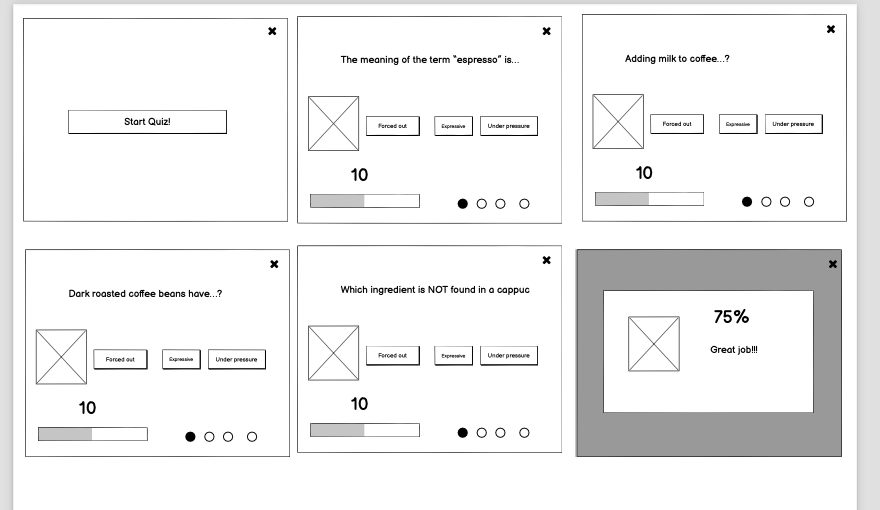 Start Quiz!
The meaning of the term "espresso" is...
Forced out
Expressive
Under pressure
10
Adding milk to coffee...?
Forced out
Expressive
Under pressure
10
Dark roasted coffee beans have...?
Forced out
Expressive
Under pressure
10
Which ingredient is NOT found in a cappuc
Forced out
Expressive
Under pressure
10
75%
Great job!!!